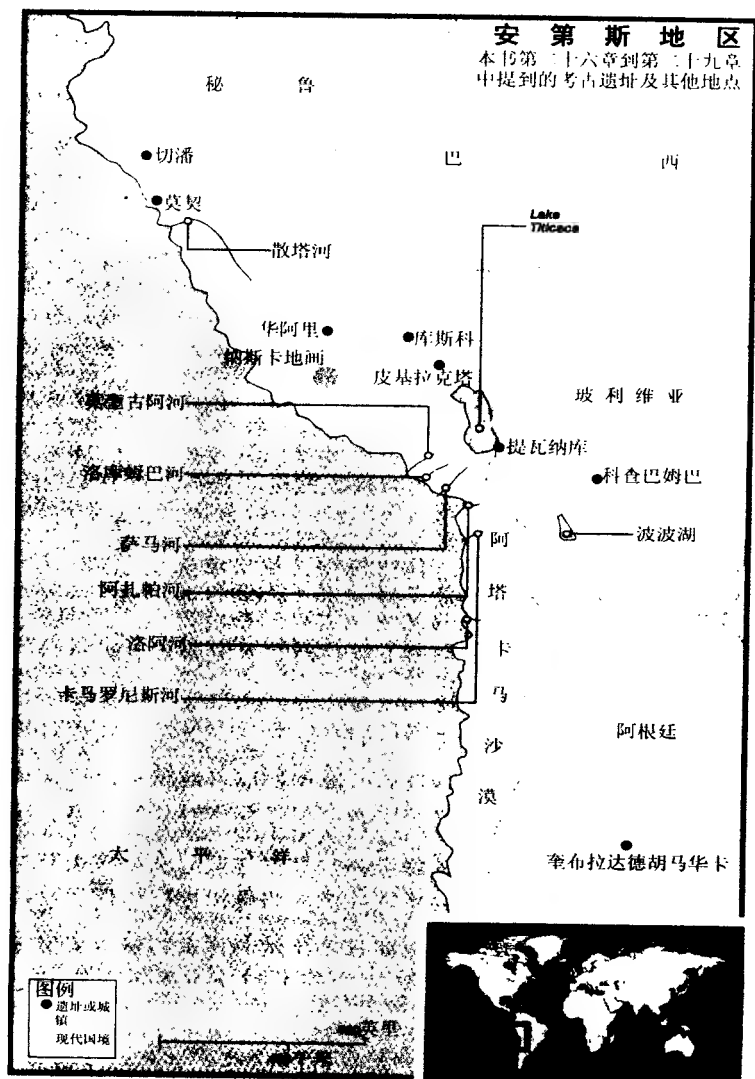 安第斯地区
本书第二十六章到第二十九章
中提到的考古遗址及其他地点
秘鲁
切潘
巴西
莫契
Lake
Titicaca
散塔河
华阿里
库斯科
纳斯卡地画
皮基拉克塔
玻利维亚
古阿河
提瓦纳库
洛库姆巴河
科查巴姆巴
萨马河
波波湖
阿塔卡马沙漠
阿扎帕河
洛阿河
卡马罗尼斯河
阿根廷
太平洋
奎布拉达德胡马华卡
图例
遗址或城
镇
现代国境
英里